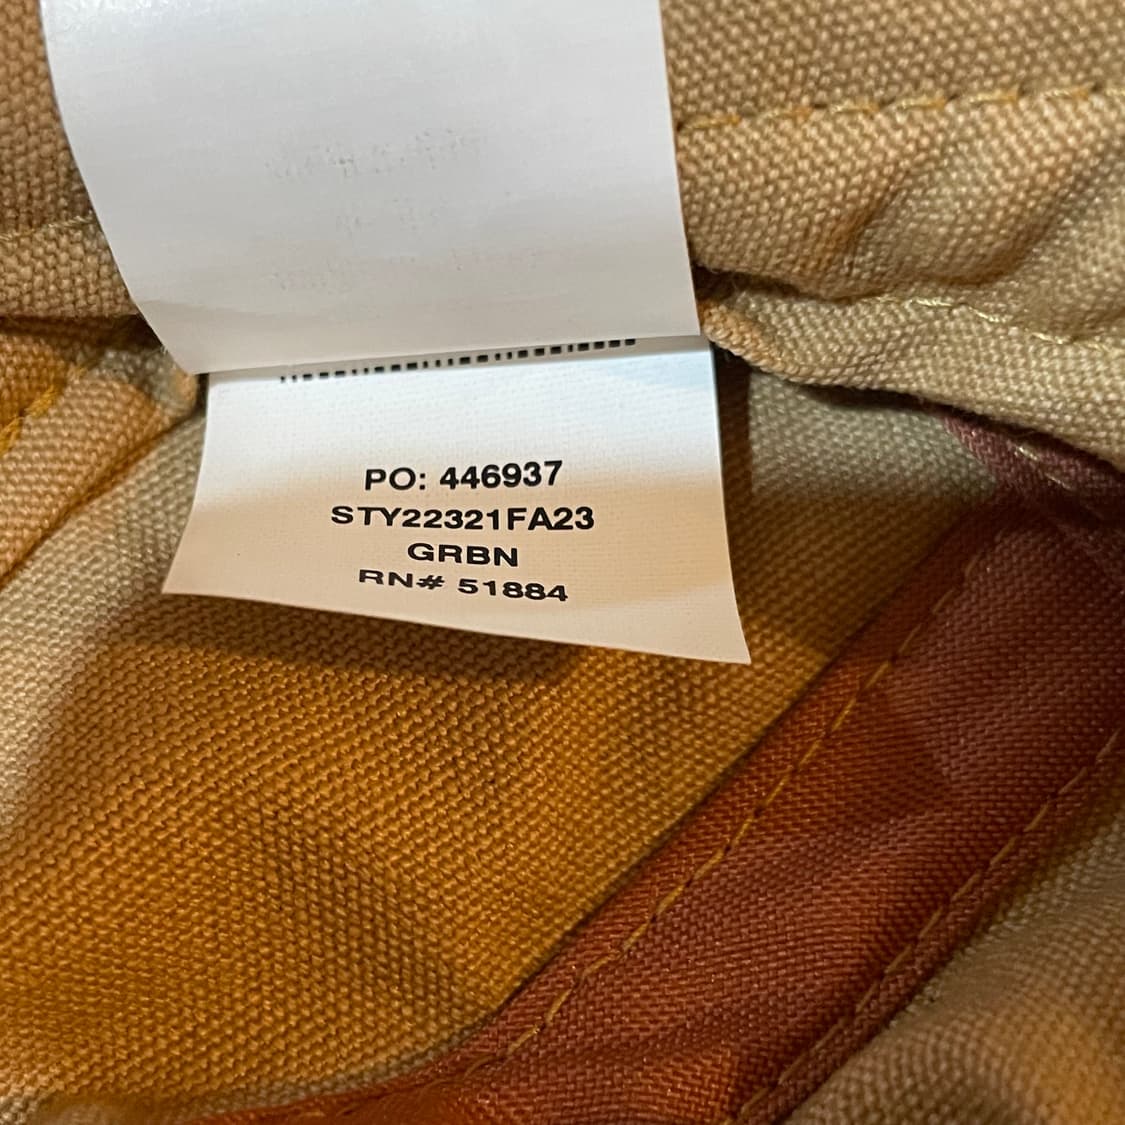 PO: 446937
STY22321FA23
GRBN
RN# 51884